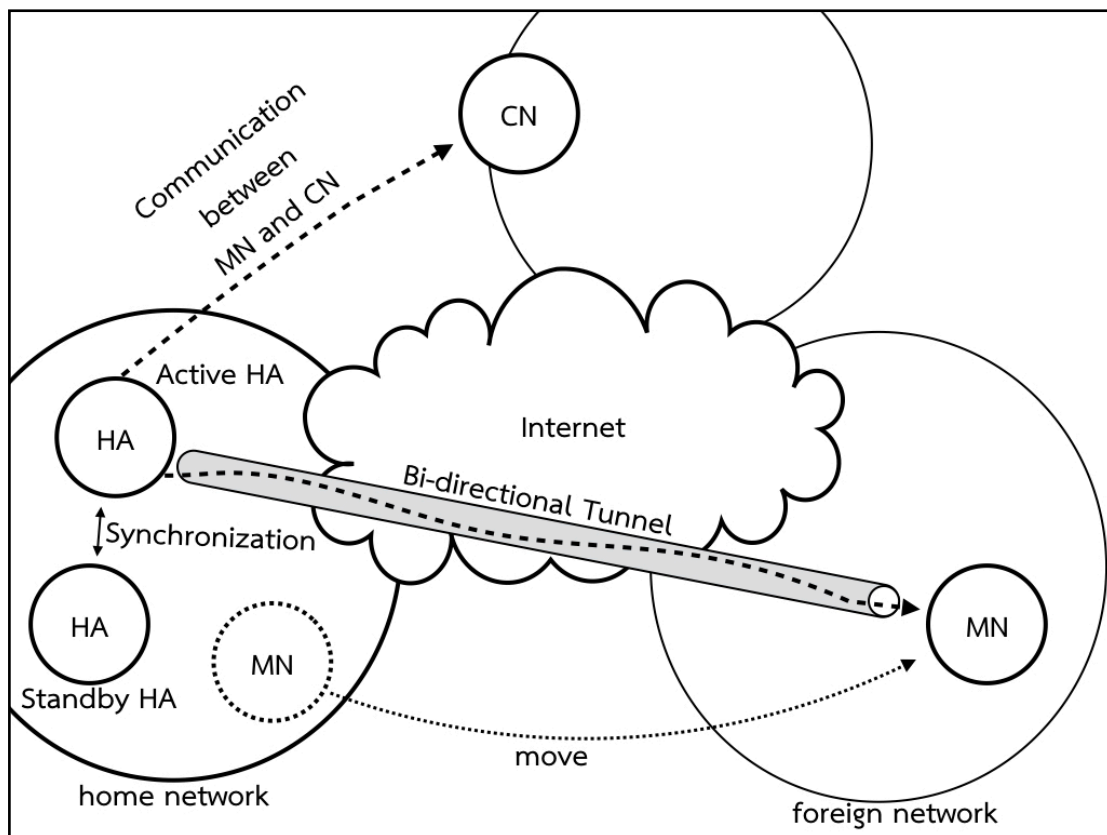 CN
Communication
between
MN and CN
Active HA
HA
Internet
Bi-directional Tunnel
Synchronization
HA
MN
MN
Standby HA
move
home network
foreign network